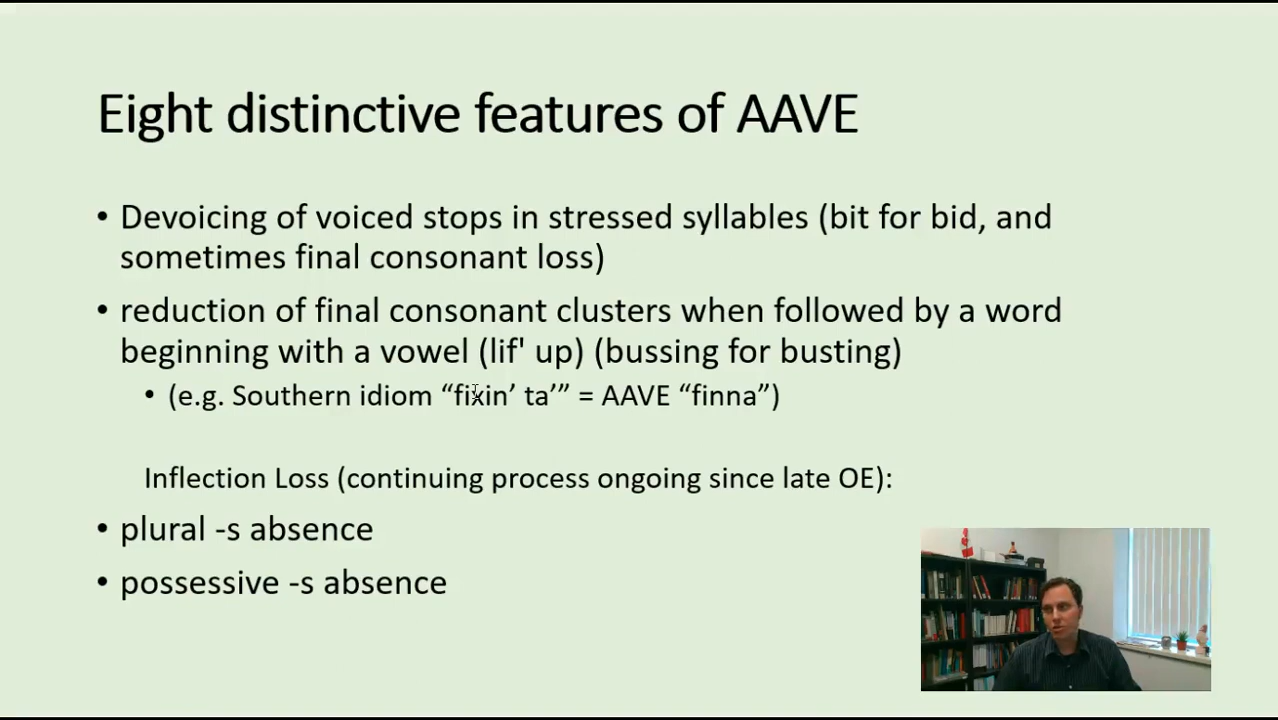 Eight distinctive features of AAVE
• Devoicing of voiced stops in stressed syllables (bit for bid, and
sometimes final consonant loss)
• reduction of final consonant clusters when followed by a word
beginning with a vowel (lif' up) (bussing for busting)
• (e.g. Southern idiom “fixin’ ta’” = AAVE “finna”)
Inflection Loss (continuing process ongoing since late OE):
• plural -s absence
• possessive -s absence